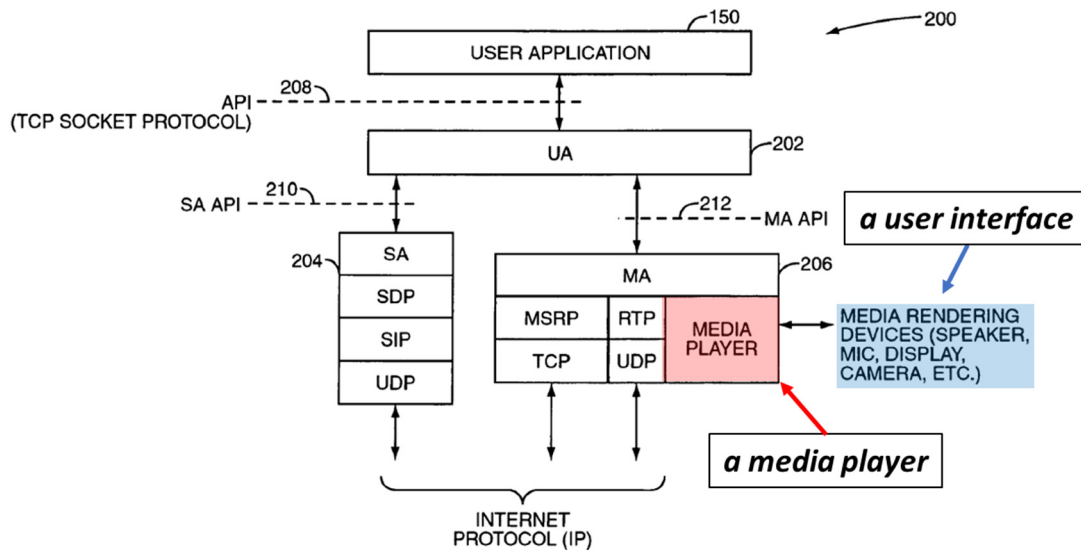 150
200
USER APPLICATION
208
API
(TCP SOCKET PROTOCOL)
UA
202
210
SA API
212
MA API
a user interface
204
SA
SDP
SIP
UDP
206
MA
MSRP
RTP
MEDIA
PLAYER
TCP
UDP
MEDIA RENDERING
DEVICES (SPEAKER,
MIC, DISPLAY,
CAMERA, ETC.)
a media player
INTERNET
PROTOCOL (IP)